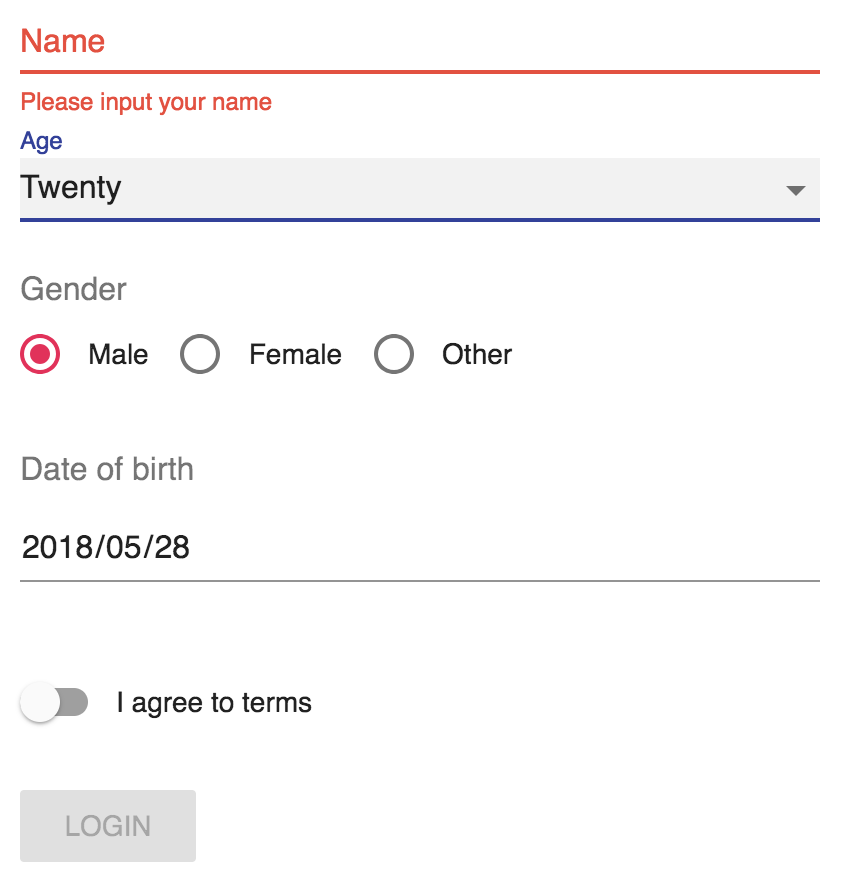 Name
Please input your name
Age
Twenty
Gender
Male Female Other
Date of birth
2018/05/28
I agree to terms
LOGIN